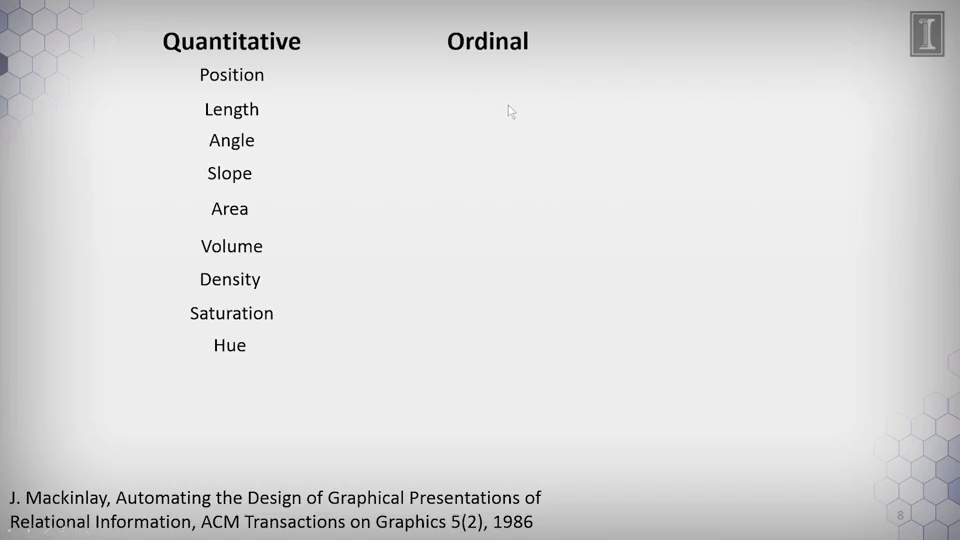 Quantitative
Ordinal
Position
Length
Angle
Slope
Area
Volume
Density
Saturation
Hue
J. Mackinlay, Automating the Design of Graphical Presentations of
Relational Information, ACM Transactions on Graphics 5(2), 1986
8
I